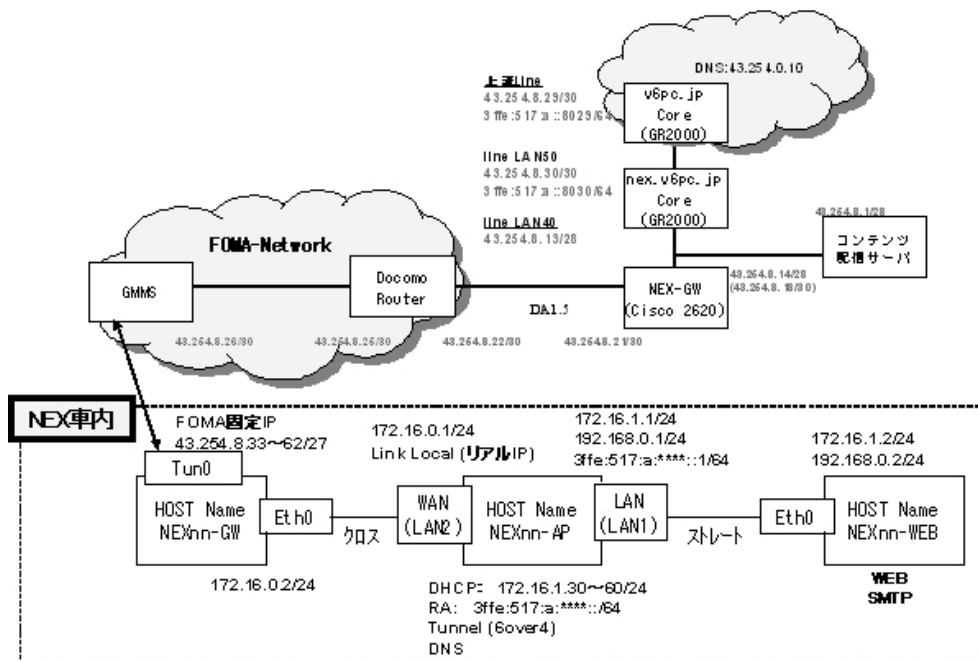 DNS:43.254.0.10
上流line
43.254.8.29/30
3ffe:517:a::8029/64
v6pc.jp
Core
(GR2000)
line LAN50
43.254.8.30/30
3ffe:517:a::8030/64
nex.v6pc.jp
Core
(GR2000)
line LAN40
43.254.8.13/28
43.254.8.1/28
コンテンツ
配信サーバ
FOMA-Network
GMMS
Docomo
Router
DA1.5
NEX-GW
(Cisco 2620)
43.254.8.14/28
(43.254.8.18/30)
43.254.8.26/30
43.254.8.25/30
43.254.8.22/30
43.254.8.21/30
NEX車内
FOMA固定IP
43.254.8.33～62/27
172.16.0.1/24
Link Local (リアルIP)
172.16.1.1/24
192.168.0.1/24
3ffe:517:a:****::1/64
172.16.1.2/24
192.168.0.2/24
Tun0
HOST Name
NEXnn-GW
Eth0
クロス
WAN
(LAN2)
HOST Name
NEXnn-AP
LAN
(LAN1)
ストレート
Eth0
HOST Name
NEXnn-WEB
172.16.0.2/24
DHCP: 172.16.1.30～60/24
RA: 3ffe:517:a:****::/64
Tunnel (6over4)
DNS
WEB
SMTP